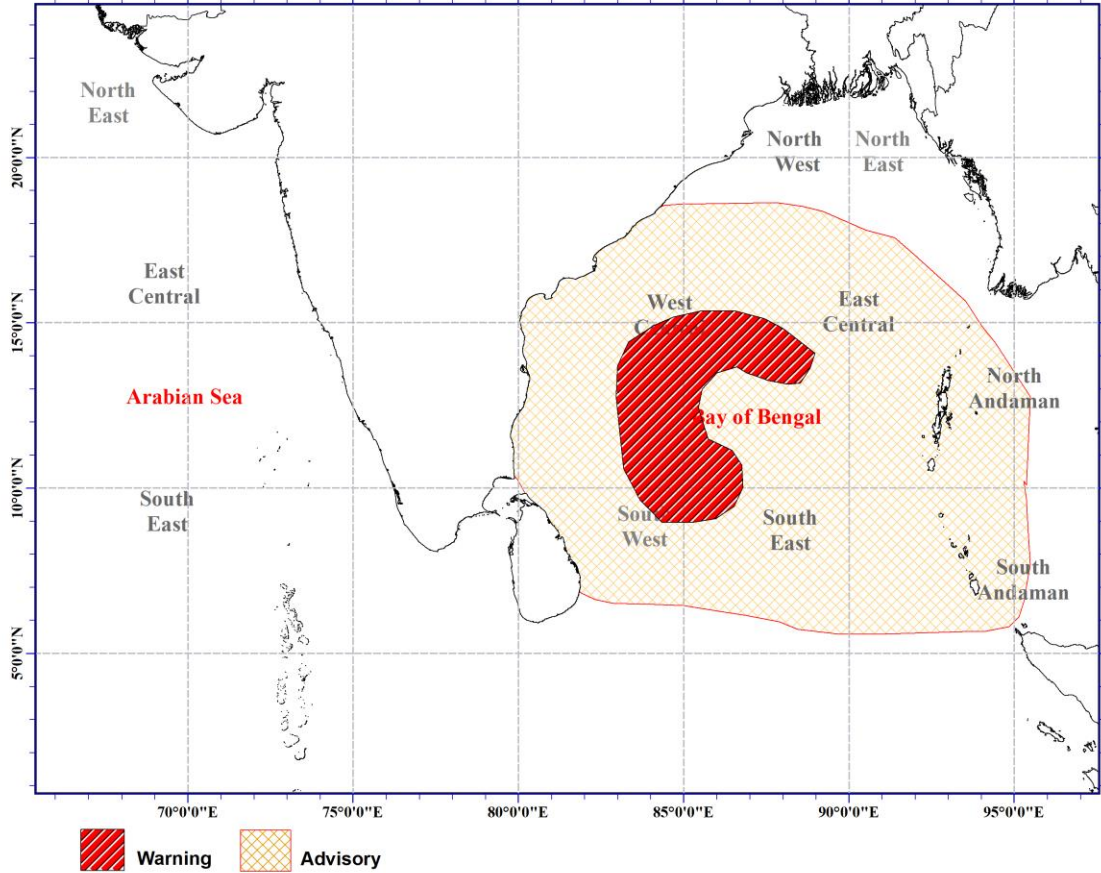 North
East
North
West
North
East
East
Central
West
Central
East
Central
Arabian Sea
Bay of Bengal
North
Andaman
South
East
South
West
South
East
South
Andaman
20°0'0"N
15°0'0"N
10°0'0"N
5°0'0"N
70°0'0"E
75°0'0"E
80°0'0"E
85°0'0"E
90°0'0"E
95°0'0"E
Warning
Advisory